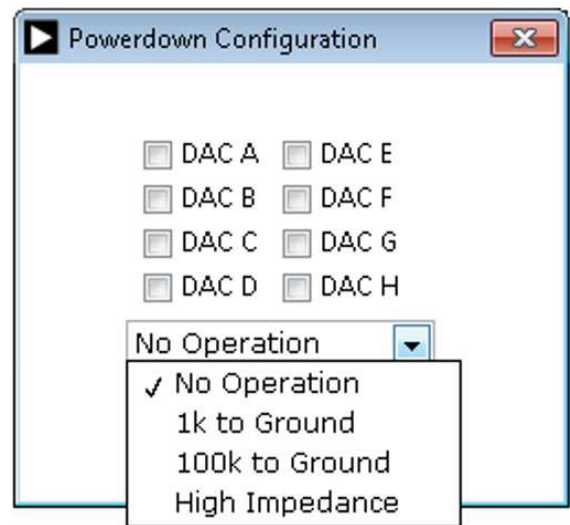 Powerdown Configuration
DAC A DAC E
DAC B DAC F
DAC C DAC G
DAC D DAC H
No Operation
✓ No Operation
1k to Ground
100k to Ground
High Impedance